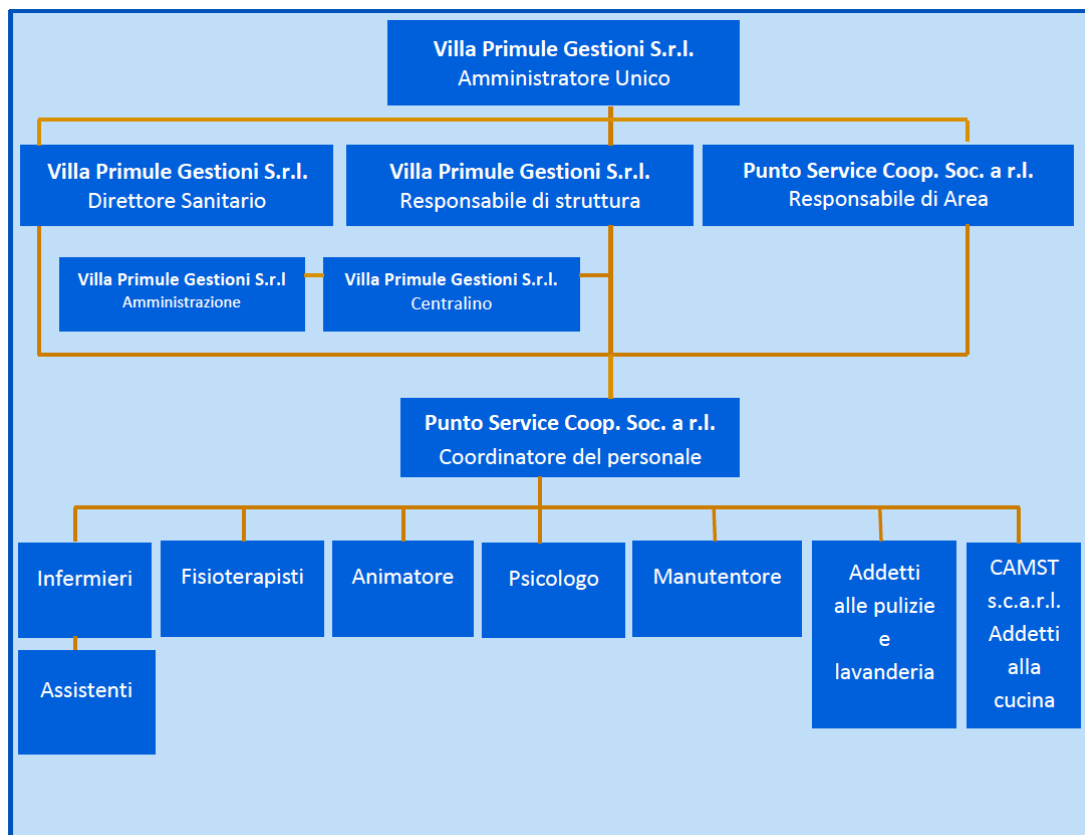 Villa Primule Gestioni S.r.l.
Amministratore Unico
Villa Primule Gestioni S.r.l.
Direttore Sanitario
Villa Primule Gestioni S.r.l.
Responsabile di struttura
Punto Service Coop. Soc. a r.l.
Responsabile di Area
Villa Primule Gestioni S.r.l
Amministrazione
Villa Primule Gestioni S.r.l.
Centralino
Punto Service Coop. Soc. a r.l.
Coordinatore del personale
Infermieri
Fisioterapisti
Animatore
Psicologo
Manutentore
Addetti
alle pulizie
e
lavanderia
CAMST
s.c.a.r.l.
Addetti
alla
cucina
Assistenti